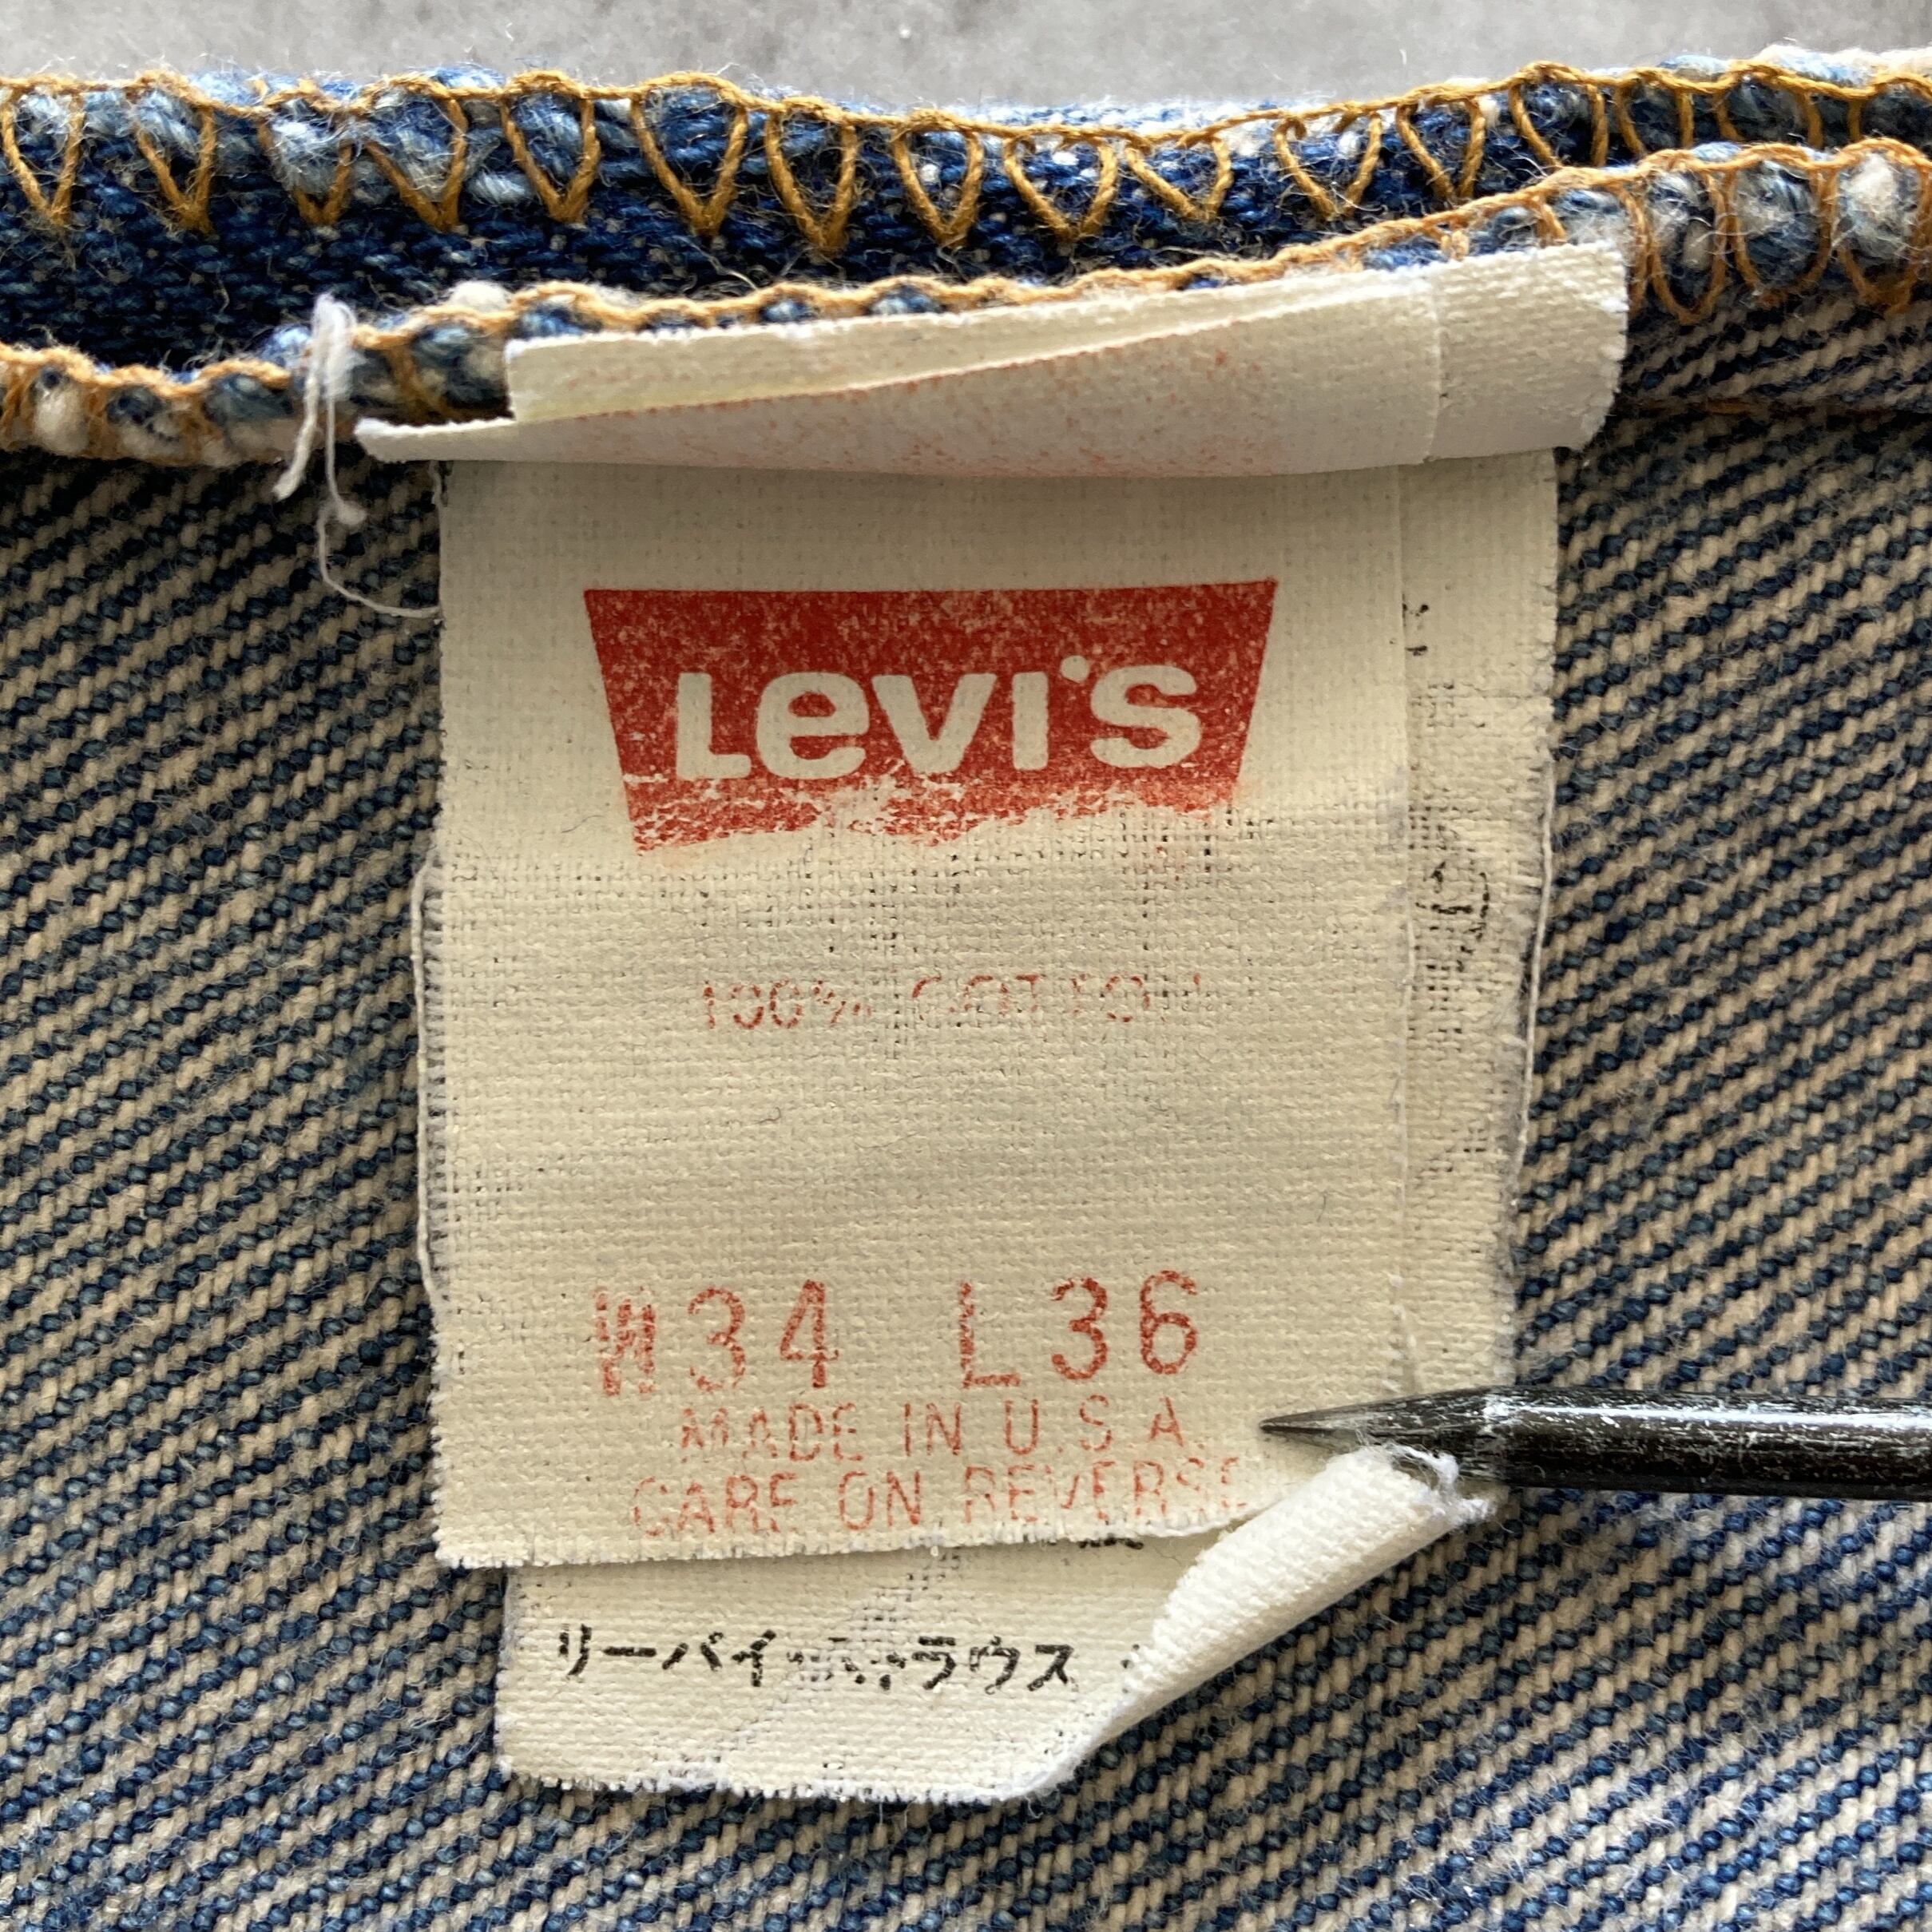 Levi's
100% COTTON
W34 L36
MADE IN U.S.A.
CARE ON REVERSE
リーバイ・ストラウス